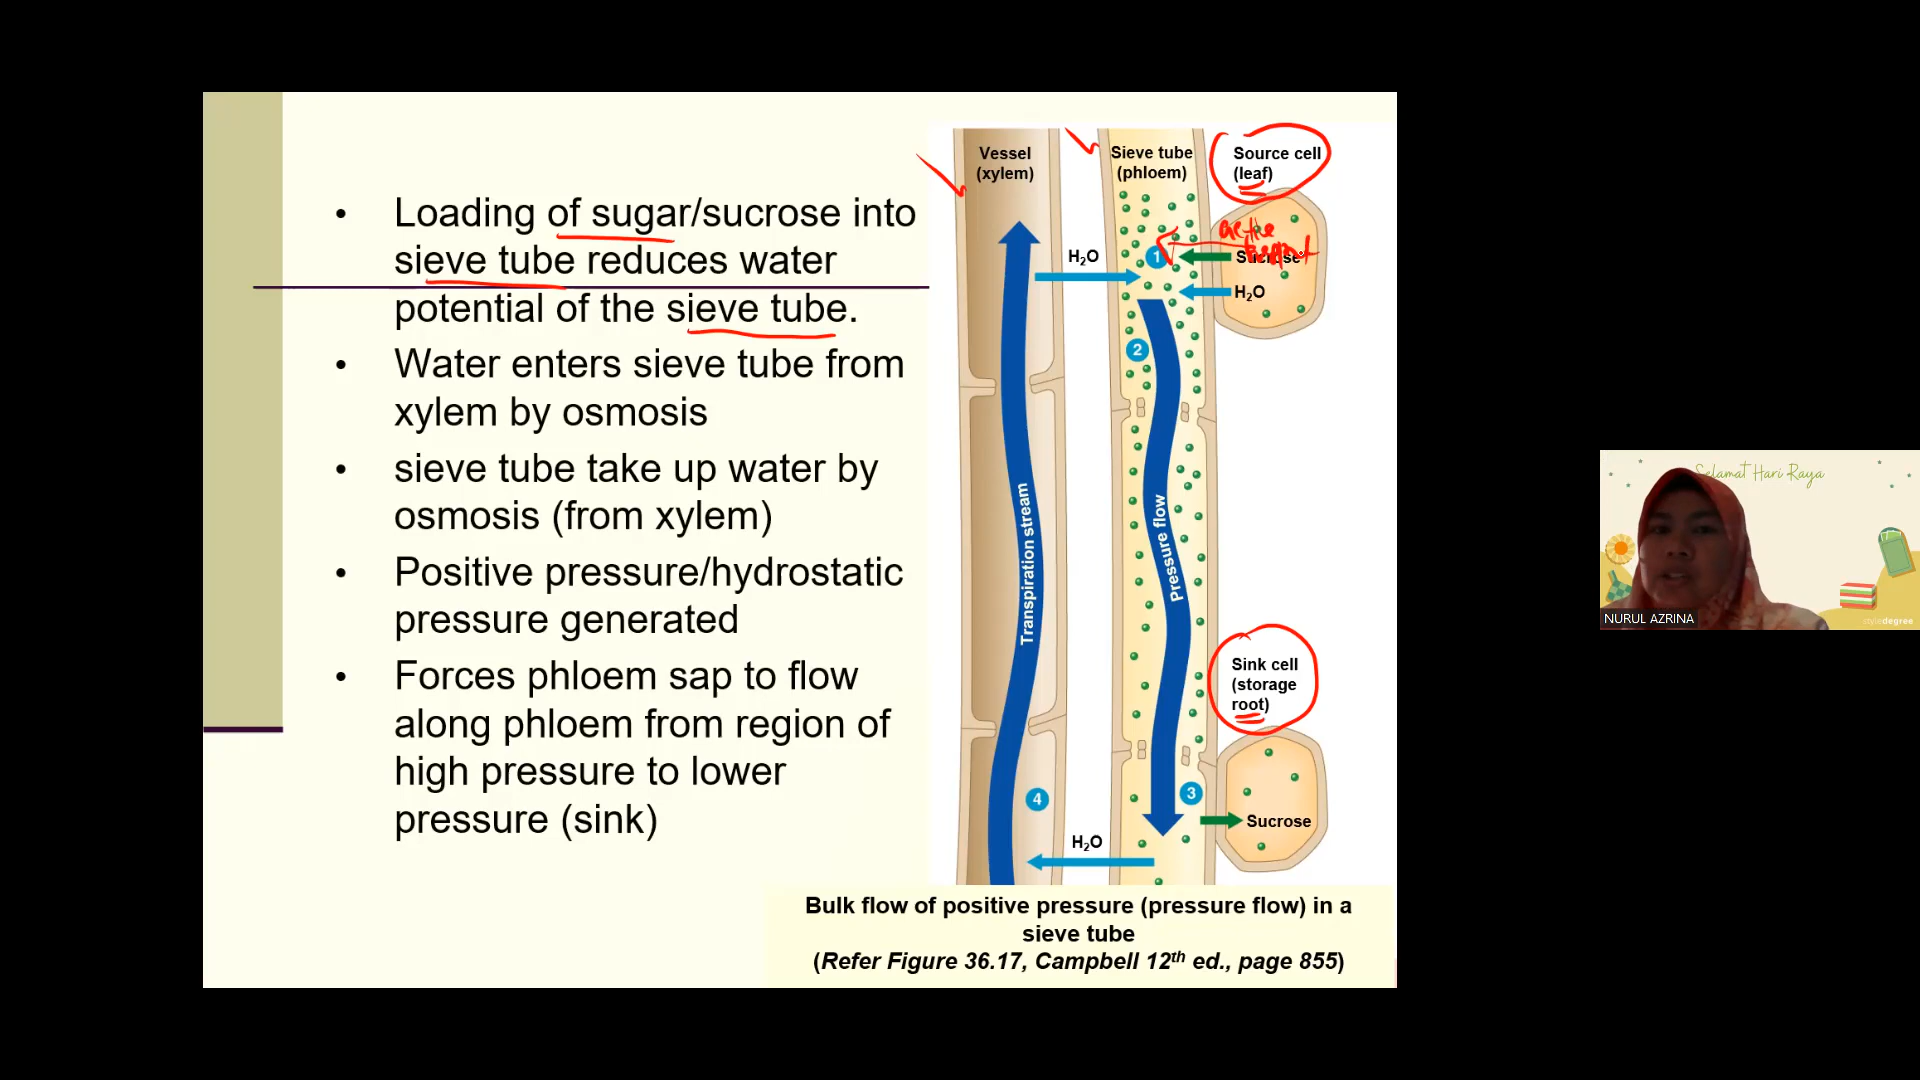 • Loading of sugar/sucrose into
sieve tube reduces water
potential of the sieve tube.
• Water enters sieve tube from
xylem by osmosis
• sieve tube take up water by
osmosis (from xylem)
• Positive pressure/hydrostatic
pressure generated
• Forces phloem sap to flow
along phloem from region of
high pressure to lower
pressure (sink)
Vessel
(xylem)
Sieve tube
(phloem)
Source cell
(leaf)
active
H₂O
1
Sucrose
H₂O
2
Transpiration stream
Pressure flow
Sink cell
(storage
root)
4
3
Sucrose
H₂O
Bulk flow of positive pressure (pressure flow) in a
sieve tube
(Refer Figure 36.17, Campbell 12th ed., page 855)
Selamat Hari Raya
NURUL AZRINA
styledegree